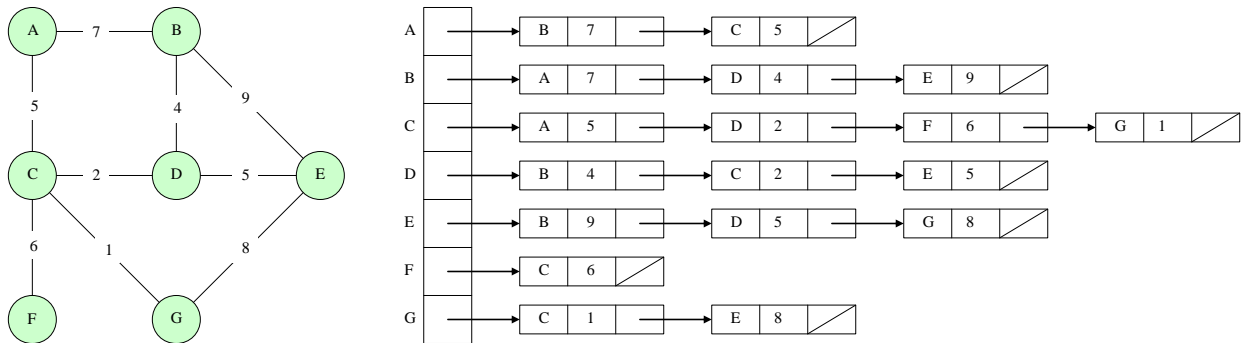 A 7 B
5 4 9
C 2 D 5 E
6 1 8
F G
A B 7 C 5
B A 7 D 4 E 9
C A 5 D 2 F 6 G 1
D B 4 C 2 E 5
E B 9 D 5 G 8
F C 6
G C 1 E 8